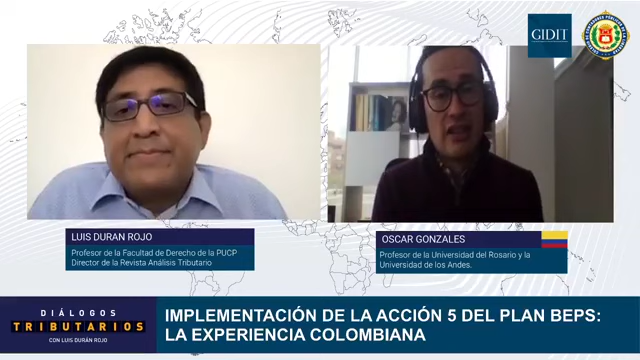 GIDIT
LUIS DURAN ROJO
Profesor de la Facultad de Derecho de la PUCP
Director de la Revista Análisis Tributario
OSCAR GONZALES
Profesor de la Universidad del Rosario y la
Universidad de los Andes.
DIÁLOGOS
TRIBUTARIOS
CON LUIS DURÁN ROJO
IMPLEMENTACIÓN DE LA ACCIÓN 5 DEL PLAN BEPS:
LA EXPERIENCIA COLOMBIANA